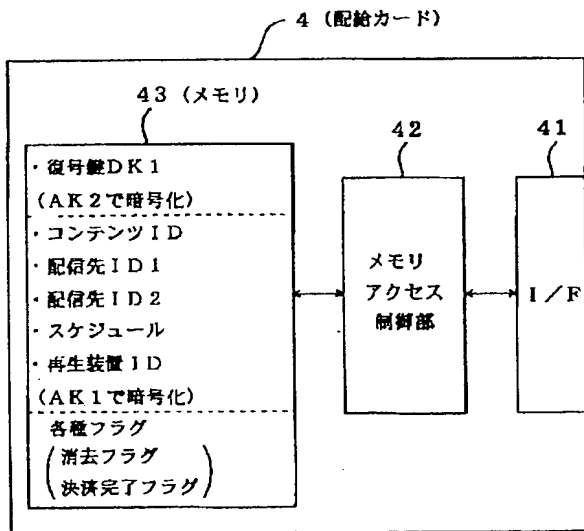 4（配給カード）
43（メモリ）
42
41
・復号鍵DK1
（AK2で暗号化）
・コンテンツID
・配信先ID1
・配信先ID2
・スケジュール
・再生装置ID
（AK1で暗号化）
各種フラグ
（消去フラグ
決済完了フラグ）
メモリ
アクセス
制御部
I／F